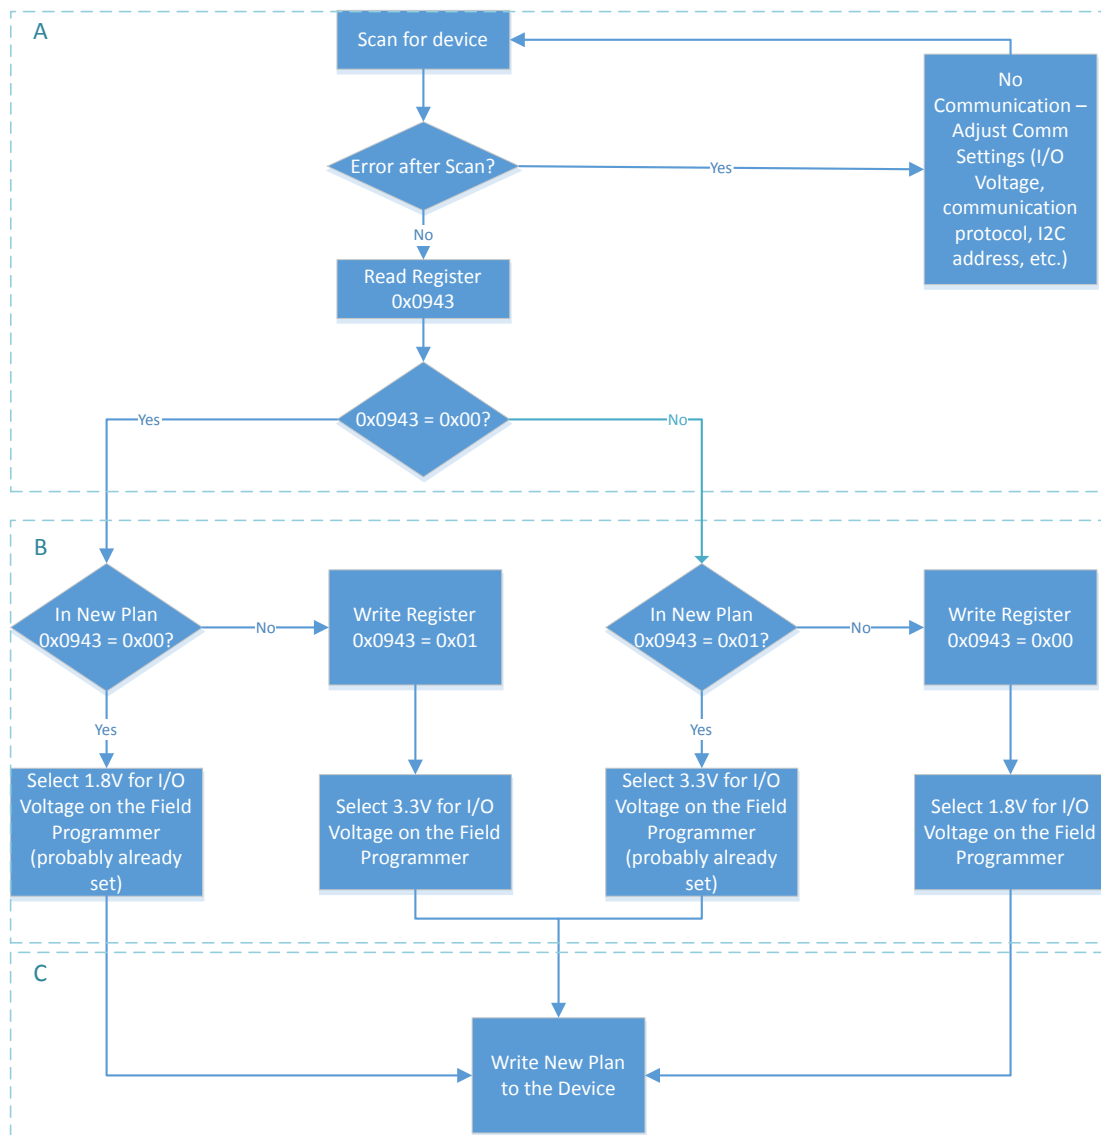 A
Scan for device
No
Communication –
Adjust Comm
Settings (I/O
Voltage,
communication
protocol, I2C
address, etc.)
Error after Scan?
Yes
No
Read Register
0x0943
0x0943 = 0x00?
Yes
No
B
In New Plan
0x0943 = 0x00?
No
Write Register
0x0943 = 0x01
In New Plan
0x0943 = 0x01?
No
Write Register
0x0943 = 0x00
Yes
Yes
Select 1.8V for I/O
Voltage on the Field
Programmer
(probably already
set)
Select 3.3V for I/O
Voltage on the Field
Programmer
Select 3.3V for I/O
Voltage on the Field
Programmer
(probably already
set)
Select 1.8V for I/O
Voltage on the Field
Programmer
C
Write New Plan
to the Device